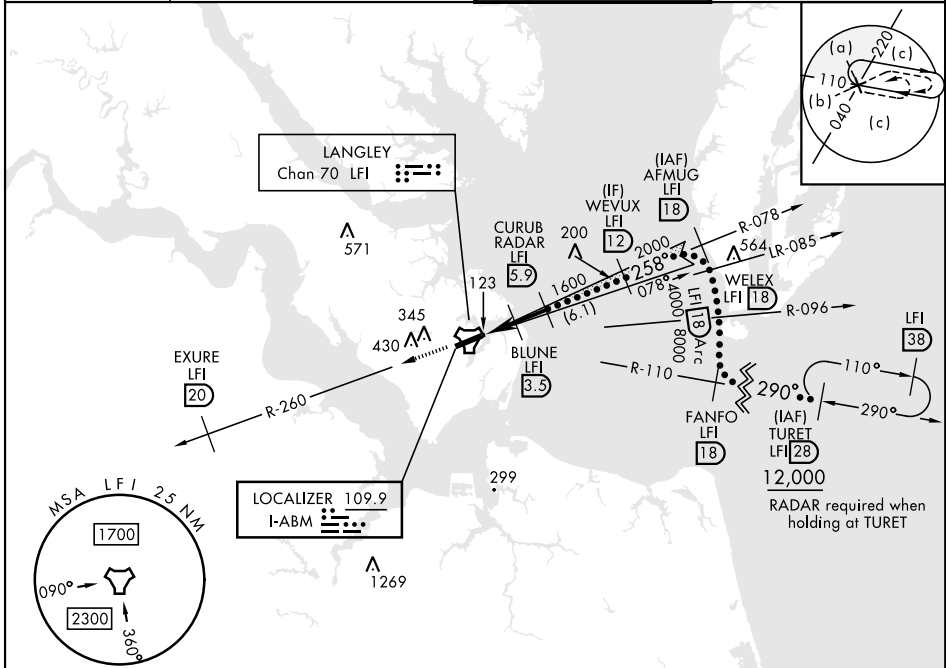 (a)
220
(c)
110
(b)
040
(c)
LANGLEY
Chan 70 LFI
571
CURUB
RADAR
LFI
5.9
200
(IF)
WEVUX
LFI
12
(IAF)
AFMUG
LFI
18
R-078
564
LR-085
2000
258°
078°
1600
(6.1)
WELEX
LFI 18
R-096
4000
8000
LFI 18 Arc
123
345
430
EXURE
LFI
20
R-260
BLUNE
LFI
3.5
R-110
FANFO
LFI
18
290°
(IAF)
TURET
LFI 28
12,000
RADAR required when
holding at TURET
110°
290°
LFI
38
LOCALIZER 109.9
I-ABM
299
1269
MSA LFI 25 NM
1700
090°
2300
360°